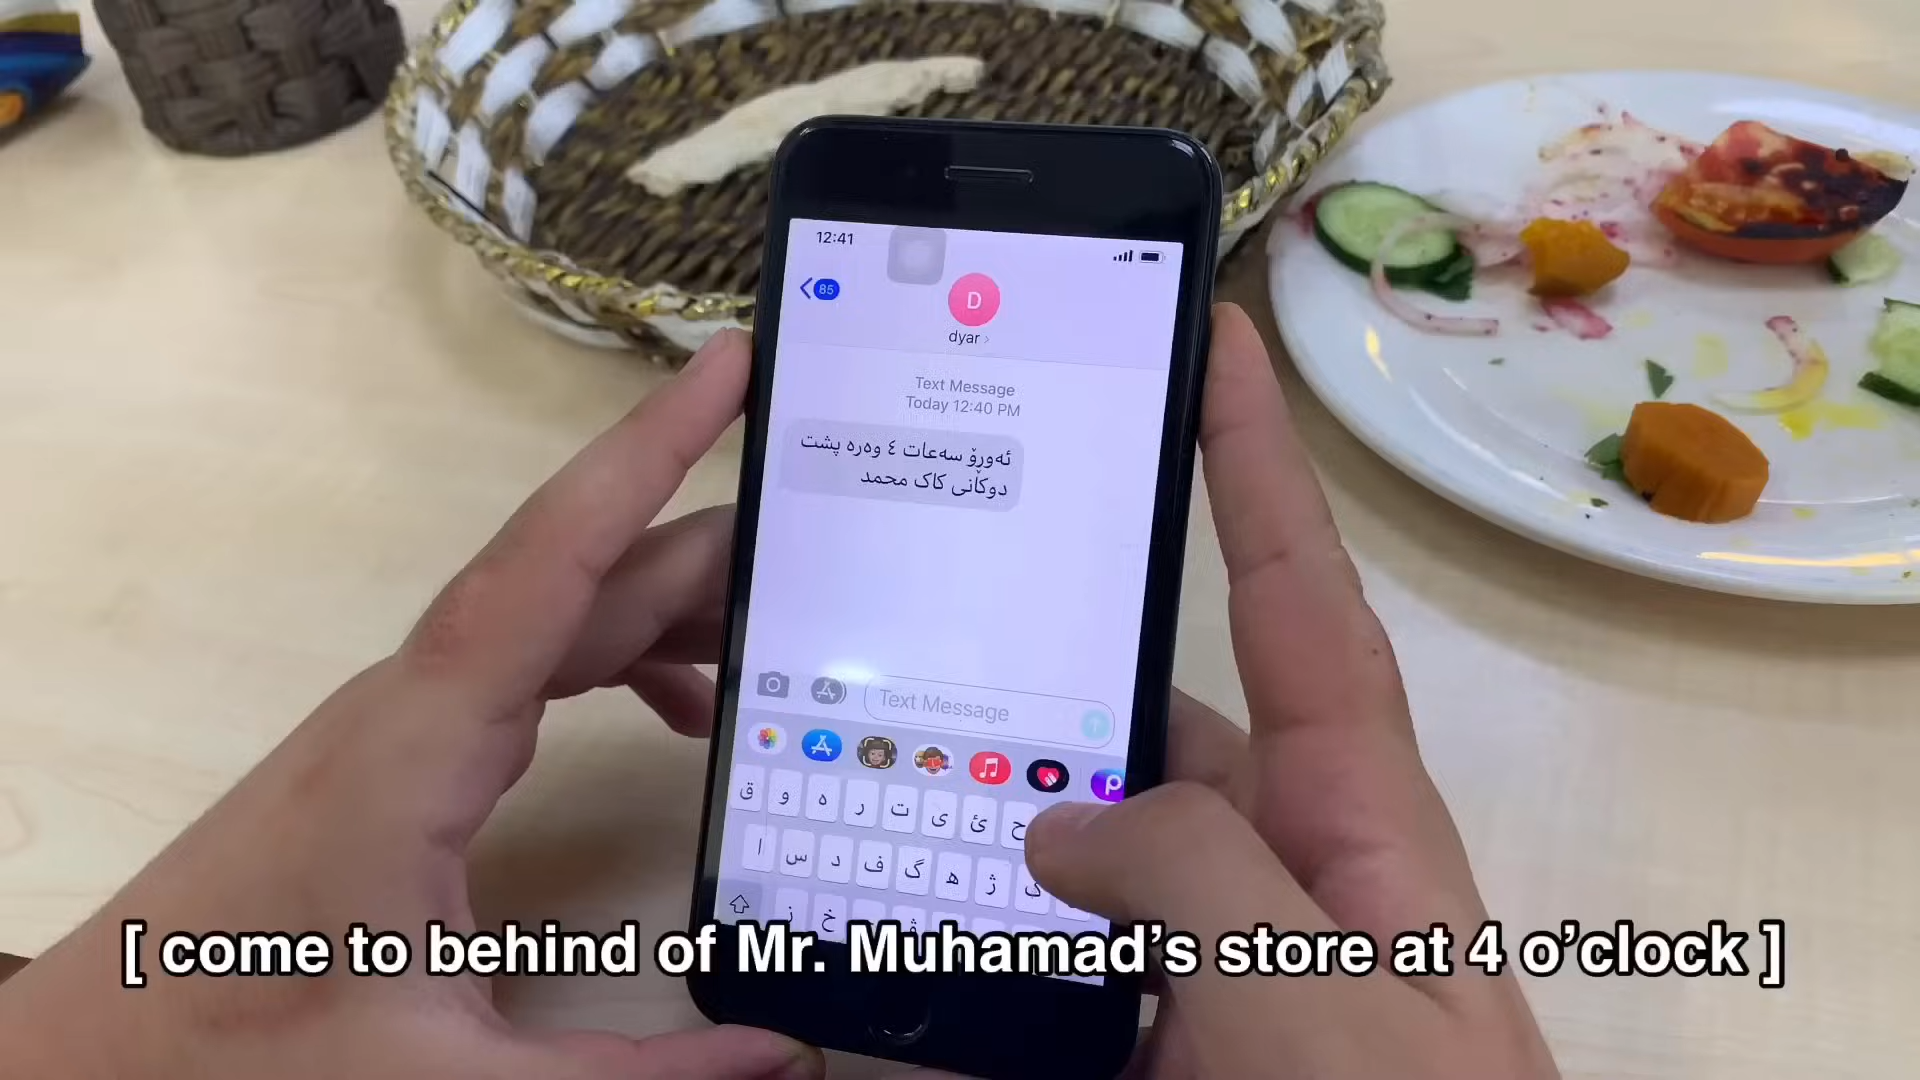 12:41
85
D
dyar
Text Message
Today 12:40 PM
ئەوڕۆ سەعات ٤ وەرە پشت
دوکانی کاک محمد
Text Message
ق و ە ر ت ی ئ ح
ا س د ف گ ھ ژ ک
ز خ ڤ
[ come to behind of Mr. Muhamad's store at 4 o'clock ]